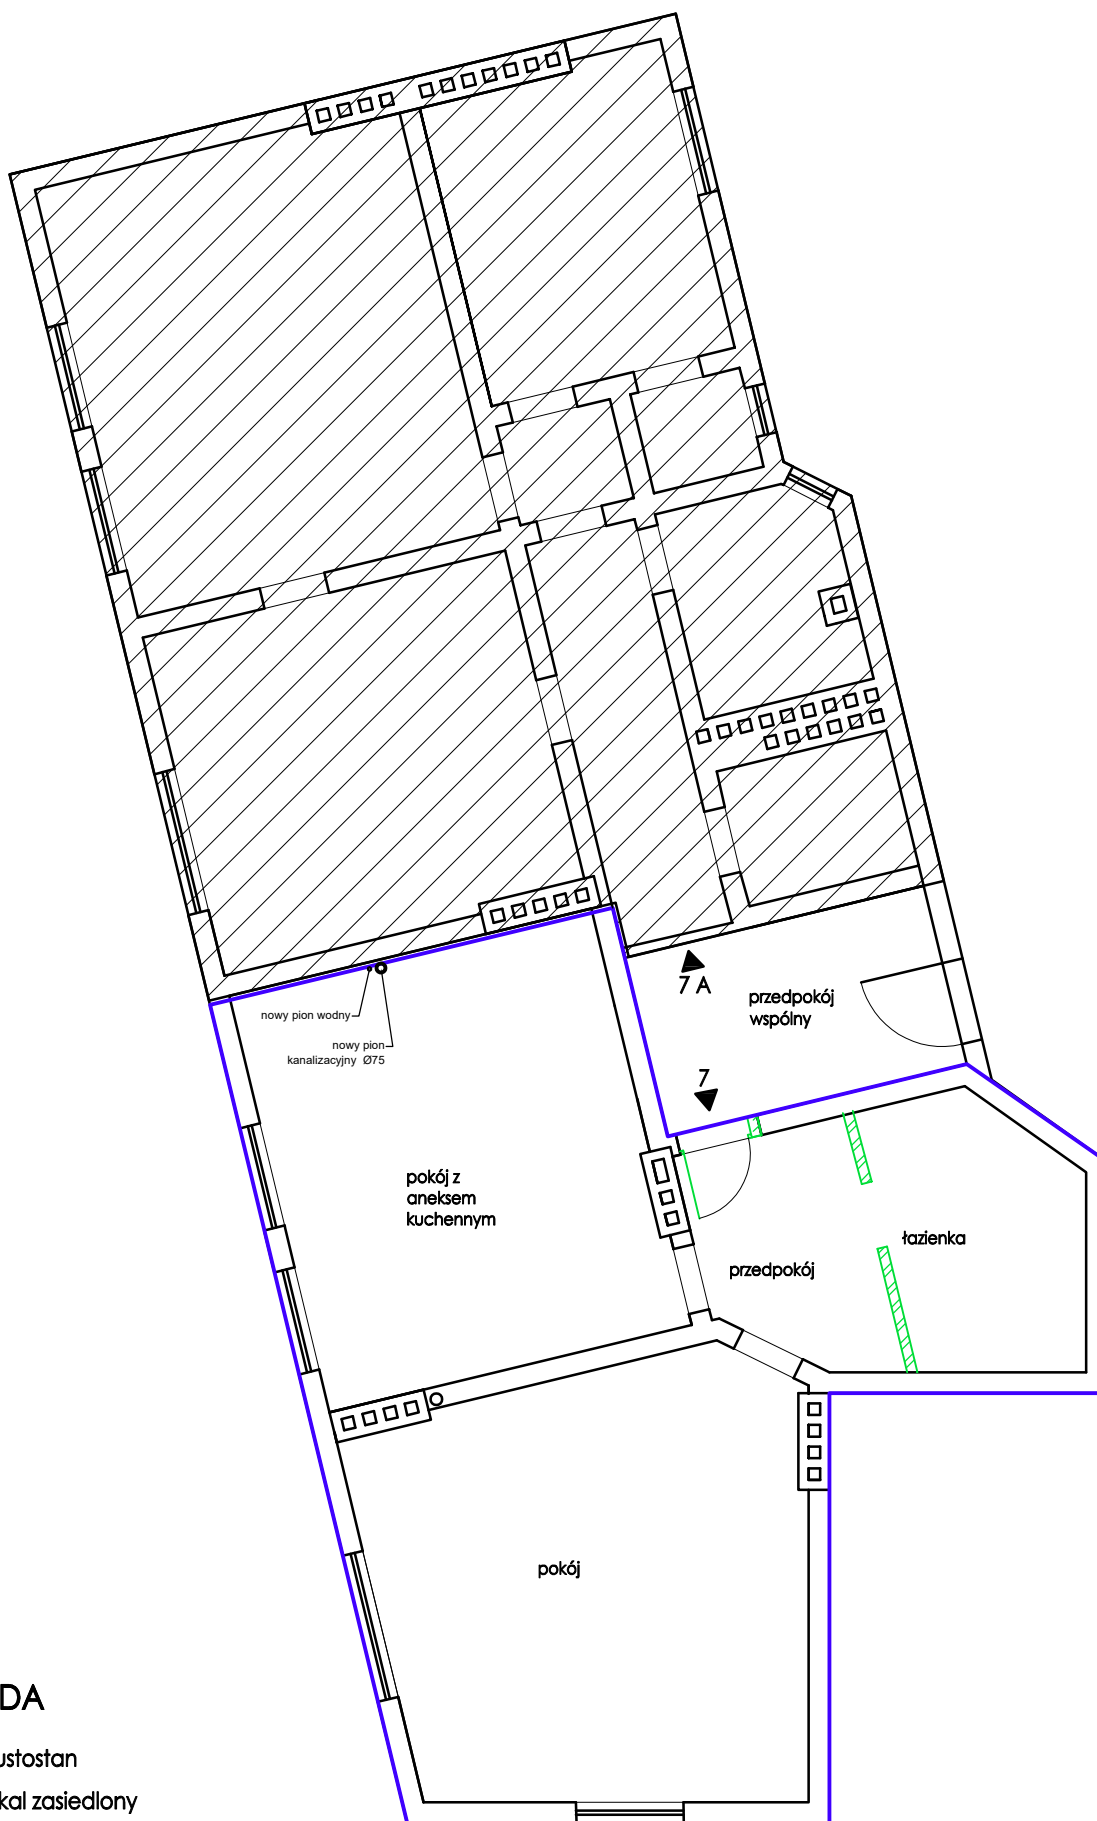 7 A
przedpokój
wspólny
nowy pion wodny
nowy pion
kanalizacyjny Ø75
7
pokój z
aneksem
kuchennym
łazienka
przedpokój
pokój
DA
ustostan
kal zasiedlony